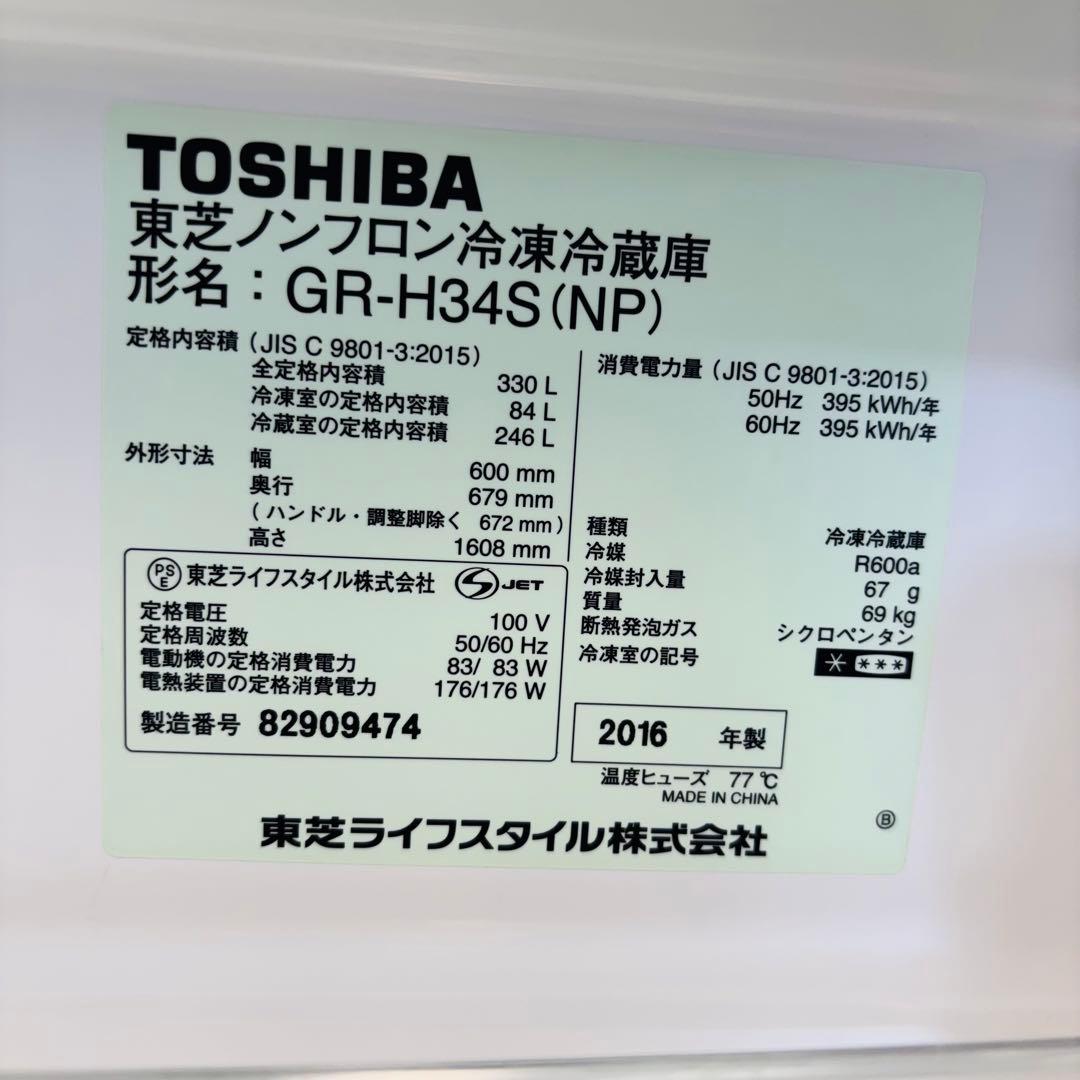 TOSHIBA
東芝ノンフロン冷凍冷蔵庫
形名：GR-H34S(NP)
定格内容積 (JIS C 9801-3:2015)
全定格内容積 330 L
冷凍室の定格内容積 84 L
冷蔵室の定格内容積 246 L
外形寸法 幅 600 mm
奥行 679 mm
(ハンドル・調整脚除く 672 mm)
高さ 1608 mm
消費電力量 (JIS C 9801-3:2015)
50Hz 395 kWh/年
60Hz 395 kWh/年
種類 冷凍冷蔵庫
冷媒 R600a
冷媒封入量 67 g
質量 69 kg
断熱発泡ガス シクロペンタン
冷凍室の記号 * ***
PSE 東芝ライフスタイル株式会社 S JET
定格電圧 100 V
定格周波数 50/60 Hz
電動機の定格消費電力 83/ 83 W
電熱装置の定格消費電力 176/176 W
製造番号 82909474
2016 年製
温度ヒューズ 77 ℃
MADE IN CHINA
東芝ライフスタイル株式会社
Ⓑ